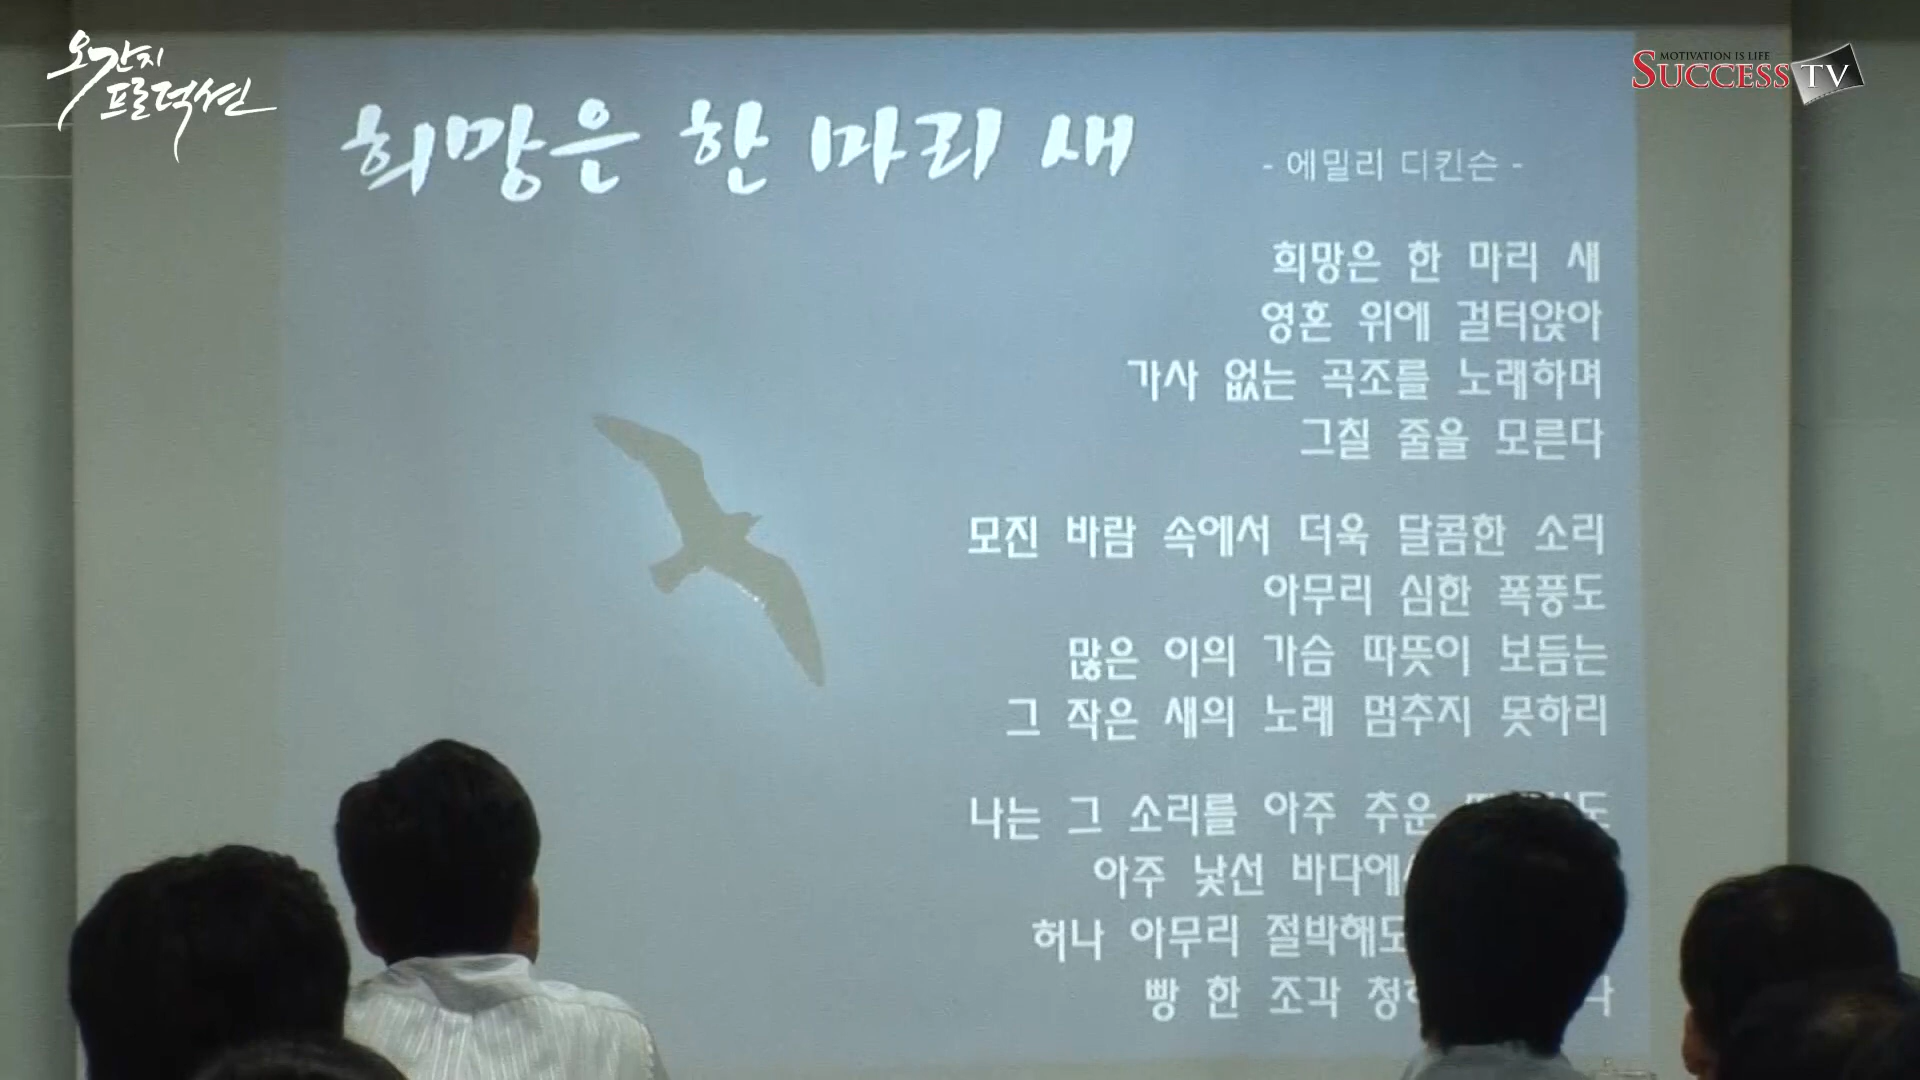 오간지
프로덕션
MOTIVATION IS LIFE
SUCCESS TV
희망은 한 마리 새
- 에밀리 디킨슨 -
희망은 한 마리 새
영혼 위에 걸터앉아
가사 없는 곡조를 노래하며
그칠 줄을 모른다
모진 바람 속에서 더욱 달콤한 소리
아무리 심한 폭풍도
많은 이의 가슴 따뜻이 보듬는
그 작은 새의 노래 멈추지 못하리
나는 그 소리를 아주 추운
아주 낯선 바다에서
허나 아무리 절박해도
빵 한 조각